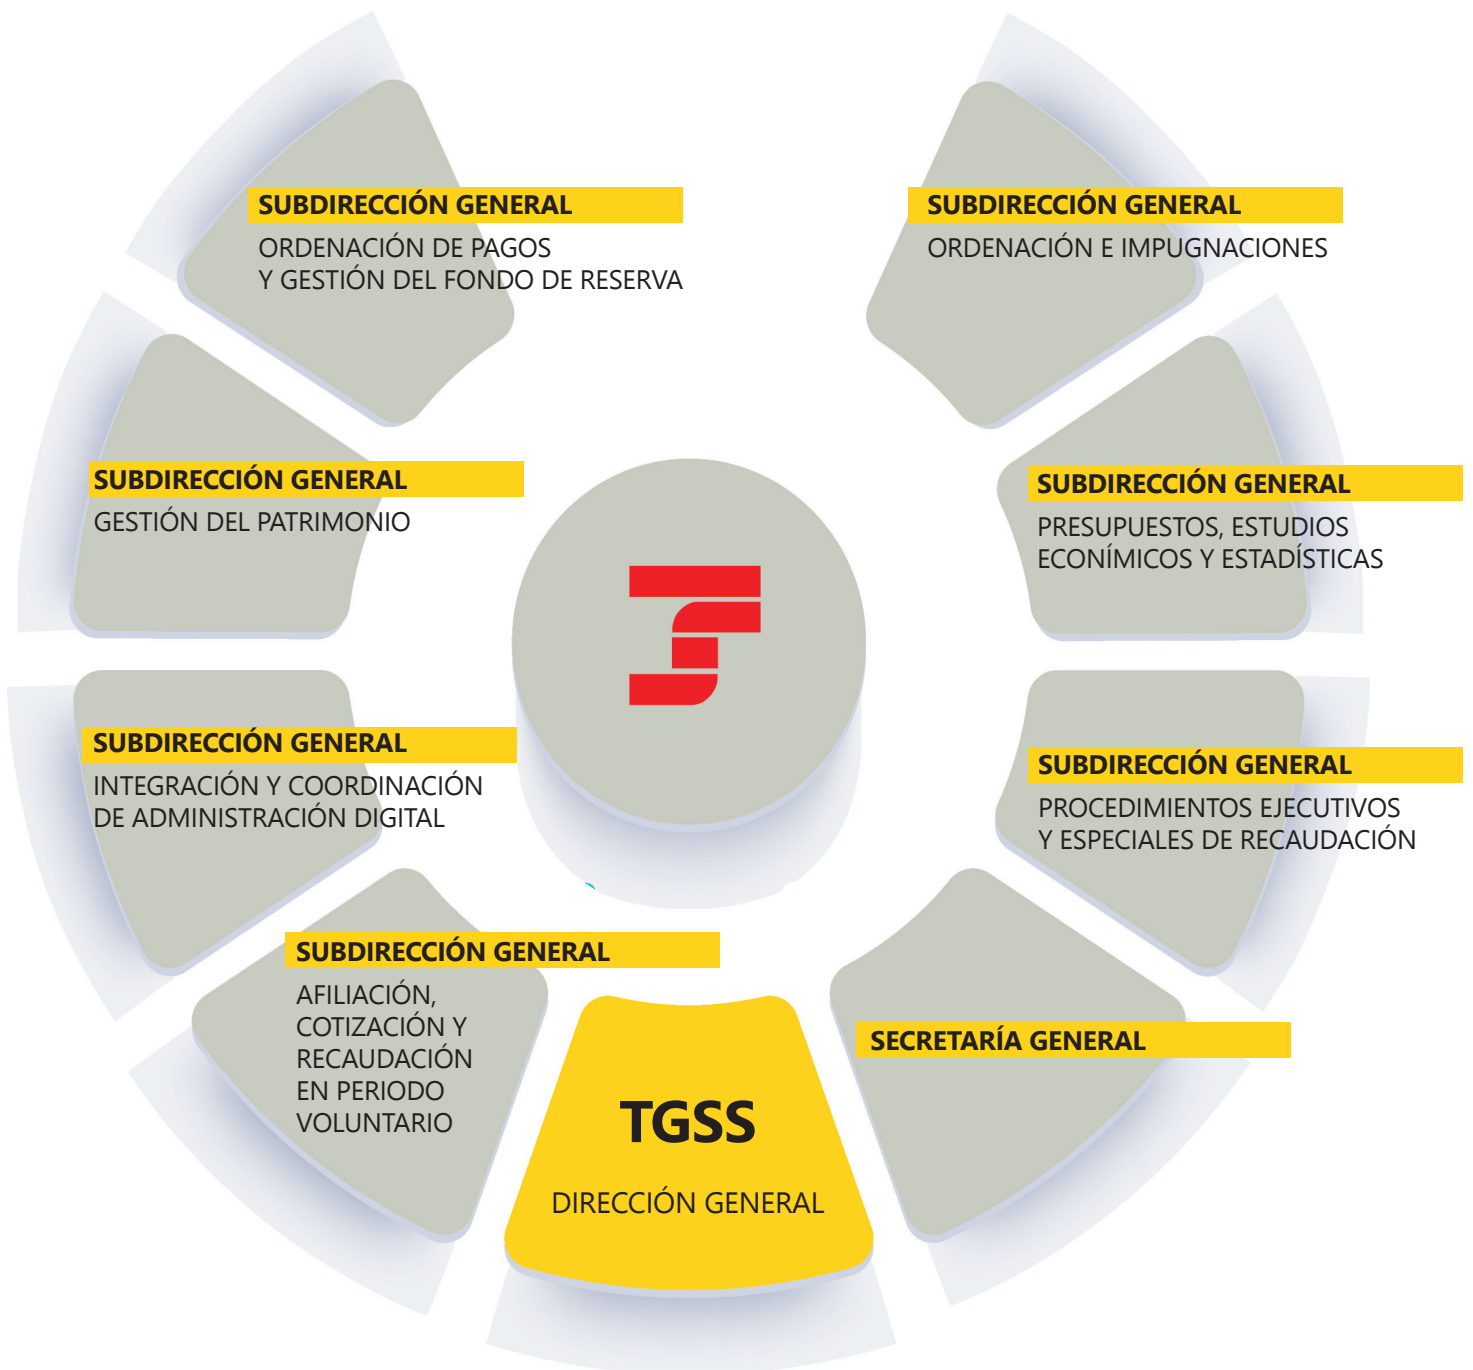 SUBDIRECCIÓN GENERAL
ORDENACIÓN DE PAGOS
Y GESTIÓN DEL FONDO DE RESERVA
SUBDIRECCIÓN GENERAL
ORDENACIÓN E IMPUGNACIONES
SUBDIRECCIÓN GENERAL
GESTIÓN DEL PATRIMONIO
SUBDIRECCIÓN GENERAL
PRESUPUESTOS, ESTUDIOS
ECONÍMICOS Y ESTADÍSTICAS
SUBDIRECCIÓN GENERAL
INTEGRACIÓN Y COORDINACIÓN
DE ADMINISTRACIÓN DIGITAL
SUBDIRECCIÓN GENERAL
PROCEDIMIENTOS EJECUTIVOS
Y ESPECIALES DE RECAUDACIÓN
SUBDIRECCIÓN GENERAL
AFILIACIÓN,
COTIZACIÓN Y
RECAUDACIÓN
EN PERIODO
VOLUNTARIO
SECRETARÍA GENERAL
TGSS
DIRECCIÓN GENERAL